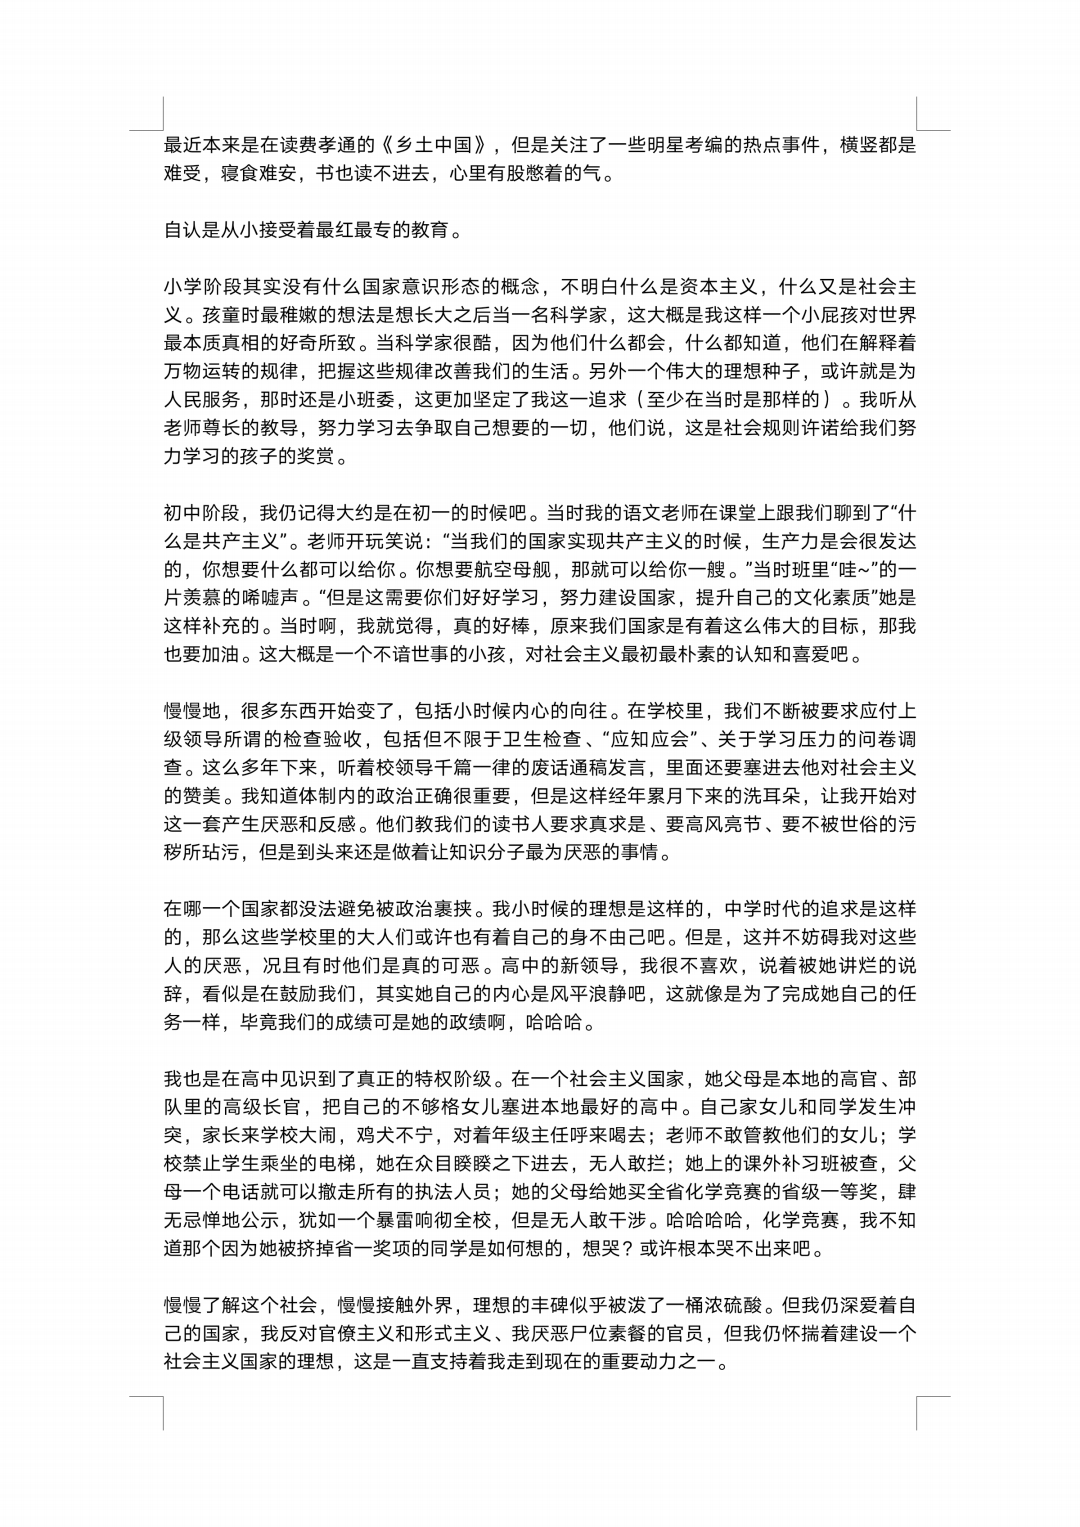 最近本来是在读费孝通的《乡土中国》，但是关注了一些明星考编的热点事件，横竖都是
难受，寝食难安，书也读不进去，心里有股憋着的气。
自认是从小接受着最红最专的教育。
小学阶段其实没有什么国家意识形态的概念，不明白什么是资本主义，什么又是社会主
义。孩童时最稚嫩的想法是想长大之后当一名科学家，这大概是我这样一个小屁孩对世界
最本质真相的好奇所致。当科学家很酷，因为他们什么都会，什么都知道，他们在解释着
万物运转的规律，把握这些规律改善我们的生活。另外一个伟大的理想种子，或许就是为
人民服务，那时还是小班委，这更加坚定了我这一追求（至少在当时是那样的）。我听从
老师尊长的教导，努力学习去争取自己想要的一切，他们说，这是社会规则许诺给我们努
力学习的孩子的奖赏。
初中阶段，我仍记得大约是在初一的时候吧。当时我的语文老师在课堂上跟我们聊到了“什
么是共产主义”。老师开玩笑说：“当我们的国家实现共产主义的时候，生产力是会很发达
的，你想要什么都可以给你。你想要航空母舰，那就可以给你一艘。”当时班里“哇~”的一
片羡慕的唏嘘声。“但是这需要你们好好学习，努力建设国家，提升自己的文化素质”她是
这样补充的。当时啊，我就觉得，真的好棒，原来我们国家是有着这么伟大的目标，那我
也要加油。这大概是一个不谙世事的小孩，对社会主义最初最朴素的认知和喜爱吧。
慢慢地，很多东西开始变了，包括小时候内心的向往。在学校里，我们不断被要求应付上
级领导所谓的检查验收，包括但不限于卫生检查、“应知应会”、关于学习压力的问卷调
查。这么多年下来，听着校领导千篇一律的废话通稿发言，里面还要塞进去他对社会主义
的赞美。我知道体制内的政治正确很重要，但是这样经年累月下来的洗耳朵，让我开始对
这一套产生厌恶和反感。他们教我们的读书人要求真求是、要高风亮节、要不被世俗的污
秽所玷污，但是到头来还是做着让知识分子最为厌恶的事情。
在哪一个国家都没法避免被政治裹挟。我小时候的理想是这样的，中学时代的追求是这样
的，那么这些学校里的大人们或许也有着自己的身不由己吧。但是，这并不妨碍我对这些
人的厌恶，况且有时他们是真的可恶。高中的新领导，我很不喜欢，说着被她讲烂的说
辞，看似是在鼓励我们，其实她自己的内心是风平浪静吧，这就像是为了完成她自己的任
务一样，毕竟我们的成绩可是她的政绩啊，哈哈哈。
我也是在高中见识到了真正的特权阶级。在一个社会主义国家，她父母是本地的高官、部
队里的高级长官，把自己的不够格女儿塞进本地最好的高中。自己家女儿和同学发生冲
突，家长来学校大闹，鸡犬不宁，对着年级主任呼来喝去；老师不敢管教他们的女儿；学
校禁止学生乘坐的电梯，她在众目睽睽之下进去，无人敢拦；她上的课外补习班被查，父
母一个电话就可以撤走所有的执法人员；她的父母给她买全省化学竞赛的省级一等奖，肆
无忌惮地公示，犹如一个暴雷响彻全校，但是无人敢干涉。哈哈哈哈，化学竞赛，我不知
道那个因为她被挤掉省一奖项的同学是如何想的，想哭？或许根本哭不出来吧。
慢慢了解这个社会，慢慢接触外界，理想的丰碑似乎被泼了一桶浓硫酸。但我仍深爱着自
己的国家，我反对官僚主义和形式主义、我厌恶尸位素餐的官员，但我仍怀揣着建设一个
社会主义国家的理想，这是一直支持着我走到现在的重要动力之一。